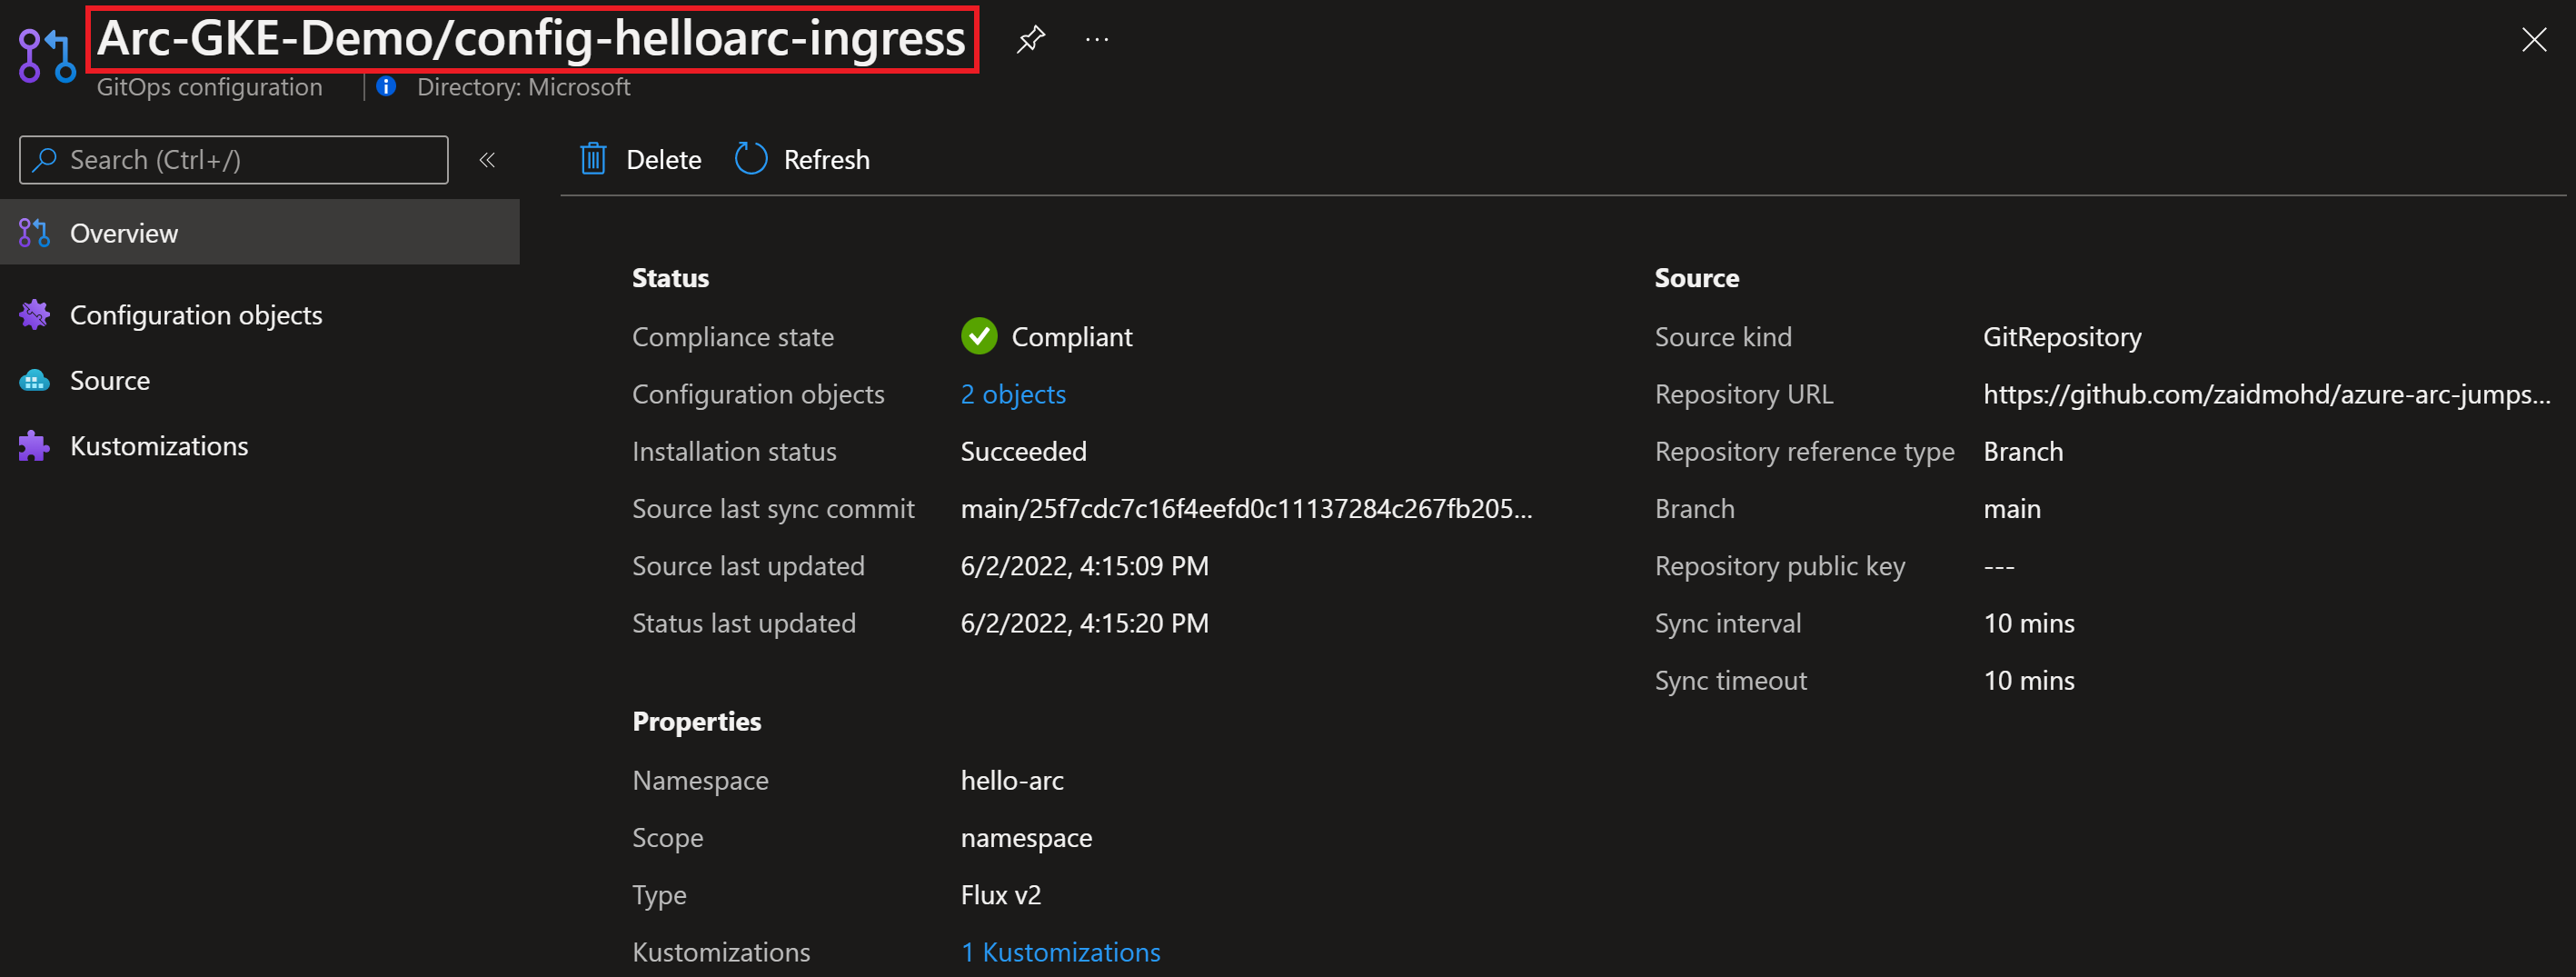 Arc-GKE-Demo/config-helloarc-ingress
GitOps configuration
Directory: Microsoft
Search (Ctrl+/)
Delete
Refresh
Overview
Configuration objects
Source
Kustomizations
Status
Compliance state Compliant
Configuration objects 2 objects
Installation status Succeeded
Source last sync commit main/25f7cdc7c16f4eefd0c11137284c267fb205...
Source last updated 6/2/2022, 4:15:09 PM
Status last updated 6/2/2022, 4:15:20 PM
Properties
Namespace hello-arc
Scope namespace
Type Flux v2
Kustomizations 1 Kustomizations
Source
Source kind GitRepository
Repository URL https://github.com/zaidmohd/azure-arc-jumps...
Repository reference type Branch
Branch main
Repository public key ---
Sync interval 10 mins
Sync timeout 10 mins